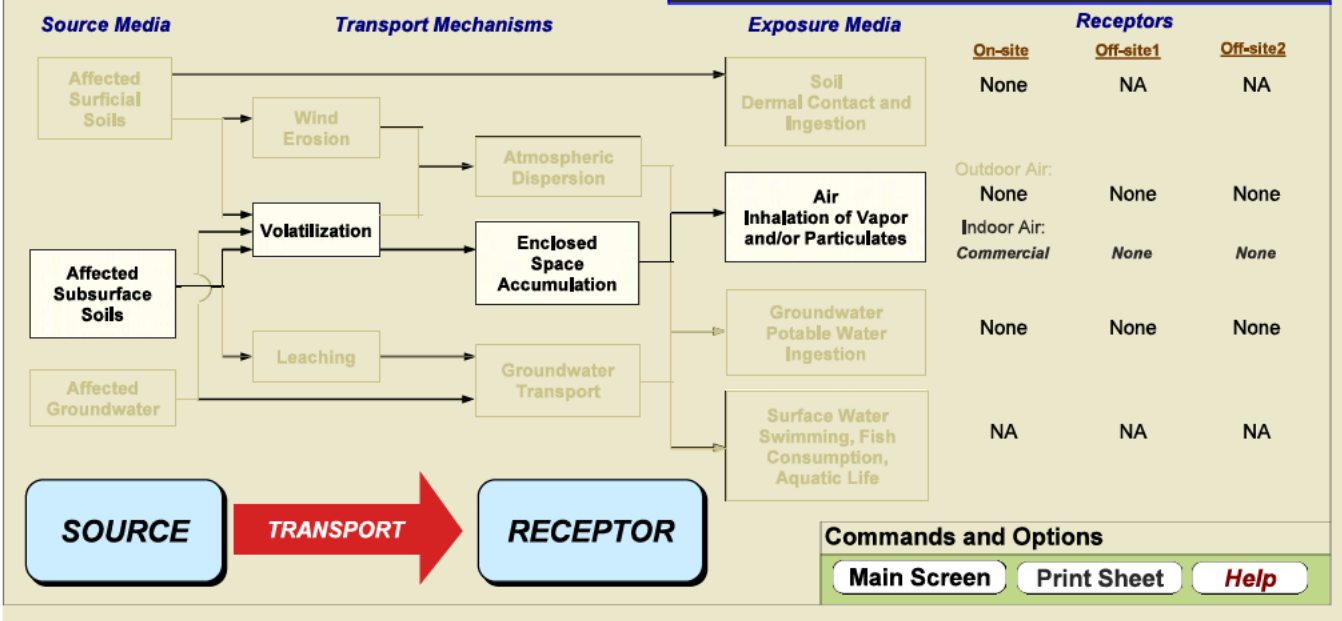 Source Media
Transport Mechanisms
Exposure Media
Receptors
On-site
Off-site1
Off-site2
Affected
Surficial
Soils
Wind
Erosion
Atmospheric
Dispersion
Soil
Dermal Contact and
Ingestion
None
NA
NA
Volatilization
Enclosed
Space
Accumulation
Air
Inhalation of Vapor
and/or Particulates
Outdoor Air:
None
None
None
Indoor Air:
Commercial
None
None
Affected
Subsurface
Soils
Leaching
Groundwater
Transport
Groundwater
Potable Water
Ingestion
None
None
None
Affected
Groundwater
Surface Water
Swimming, Fish
Consumption,
Aquatic Life
NA
NA
NA
SOURCE
TRANSPORT
RECEPTOR
Commands and Options
Main Screen
Print Sheet
Help